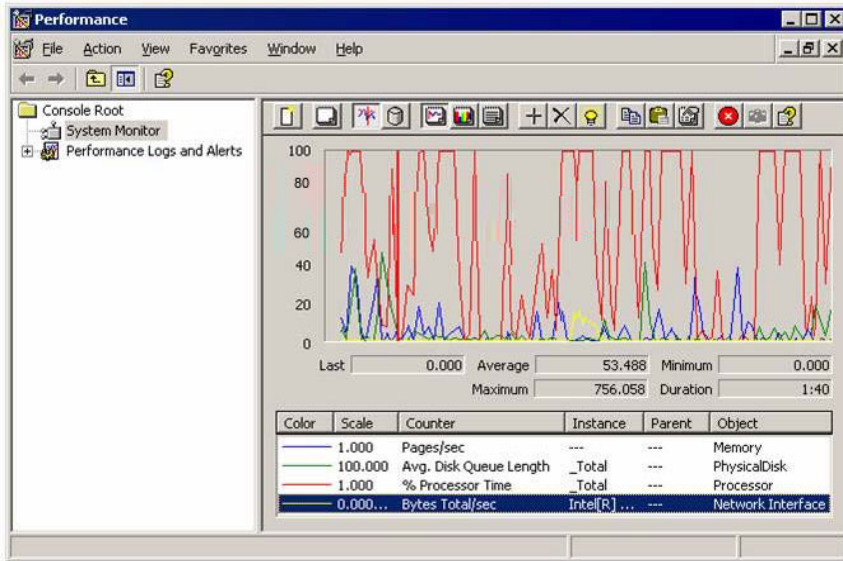 Performance
File Action View Favorites Window Help
Console Root
System Monitor
Performance Logs and Alerts
100
80
60
40
20
0
Last 0.000 Average 53.488 Minimum 0.000
Maximum 756.058 Duration 1:40
Color Scale Counter Instance Parent Object
1.000 Pages/sec --- --- Memory
100.000 Avg. Disk Queue Length _Total --- PhysicalDisk
1.000 % Processor Time _Total --- Processor
0.000... Bytes Total/sec Intel[R] ... --- Network Interface